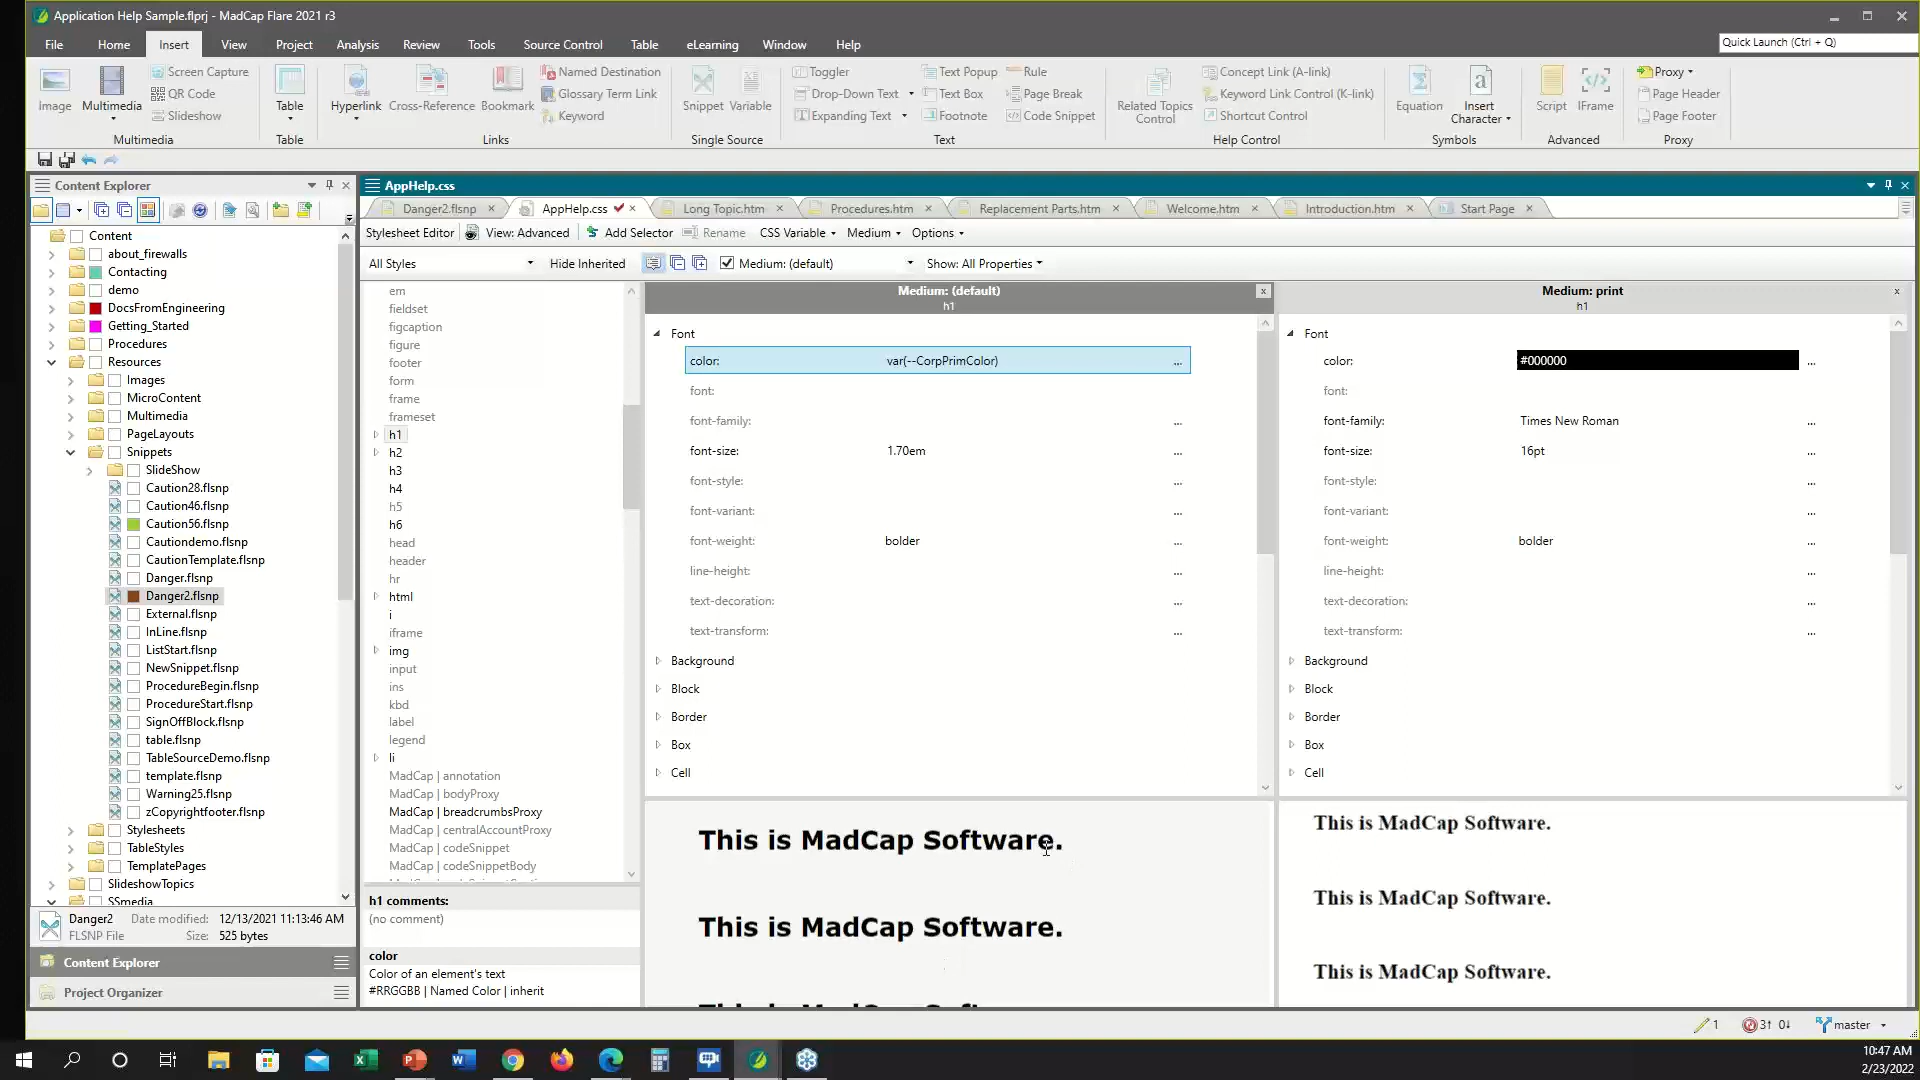 Application Help Sample.flprj - MadCap Flare 2021 r3
File Home Insert View Project Analysis Review Tools Source Control Table eLearning Window Help
Quick Launch (Ctrl + Q)
Image
Multimedia
Screen Capture
QR Code
Slideshow
Multimedia
Table
Table
Hyperlink
Cross-Reference
Bookmark
Named Destination
Glossary Term Link
Keyword
Links
Snippet
Variable
Single Source
Toggler
Drop-Down Text
Expanding Text
Text Popup
Text Box
Footnote
Rule
Page Break
Code Snippet
Text
Related Topics
Control
Concept Link (A-link)
Keyword Link Control (K-link)
Shortcut Control
Help Control
Equation
Insert
Character
Symbols
Script
IFrame
Advanced
Proxy
Page Header
Page Footer
Proxy
Content Explorer
Content
about_firewalls
Contacting
demo
DocsFromEngineering
Getting_Started
Procedures
Resources
Images
MicroContent
Multimedia
PageLayouts
Snippets
SlideShow
Caution28.flsnp
Caution46.flsnp
Caution56.flsnp
Cautiondemo.flsnp
CautionTemplate.flsnp
Danger.flsnp
Danger2.flsnp
External.flsnp
InLine.flsnp
ListStart.flsnp
NewSnippet.flsnp
ProcedureBegin.flsnp
ProcedureStart.flsnp
SignOffBlock.flsnp
table.flsnp
TableSourceDemo.flsnp
template.flsnp
Warning25.flsnp
zCopyrightfooter.flsnp
Stylesheets
TableStyles
TemplatePages
SlideshowTopics
SSmedia
Danger2 Date modified: 12/13/2021 11:13:46 AM
FLSNP File Size: 525 bytes
Content Explorer
Project Organizer
AppHelp.css
Danger2.flsnp AppHelp.css Long Topic.htm Procedures.htm Replacement Parts.htm Welcome.htm Introduction.htm Start Page
Stylesheet Editor View: Advanced Add Selector Rename CSS Variable Medium Options
All Styles Hide Inherited Medium: (default) Show: All Properties
em
fieldset
figcaption
figure
footer
form
frame
frameset
h1
h2
h3
h4
h5
h6
head
header
hr
html
i
iframe
img
input
ins
kbd
label
legend
li
MadCap | annotation
MadCap | bodyProxy
MadCap | breadcrumbsProxy
MadCap | centralAccountProxy
MadCap | codeSnippet
MadCap | codeSnippetBody
h1 comments:
(no comment)
color
Color of an element's text
#RRGGBB | Named Color | inherit
Medium: (default)
h1
Font
color: var(--CorpPrimColor) ...
font:
font-family: ...
font-size: 1.70em ...
font-style: ...
font-variant: ...
font-weight: bolder ...
line-height: ...
text-decoration: ...
text-transform: ...
Background
Block
Border
Box
Cell
This is MadCap Software.
This is MadCap Software.
Medium: print
h1
Font
color: #000000 ...
font:
font-family: Times New Roman ...
font-size: 16pt ...
font-style: ...
font-variant: ...
font-weight: bolder ...
line-height: ...
text-decoration: ...
text-transform: ...
Background
Block
Border
Box
Cell
This is MadCap Software.
This is MadCap Software.
This is MadCap Software.
1 3 0 master
10:47 AM
2/23/2022